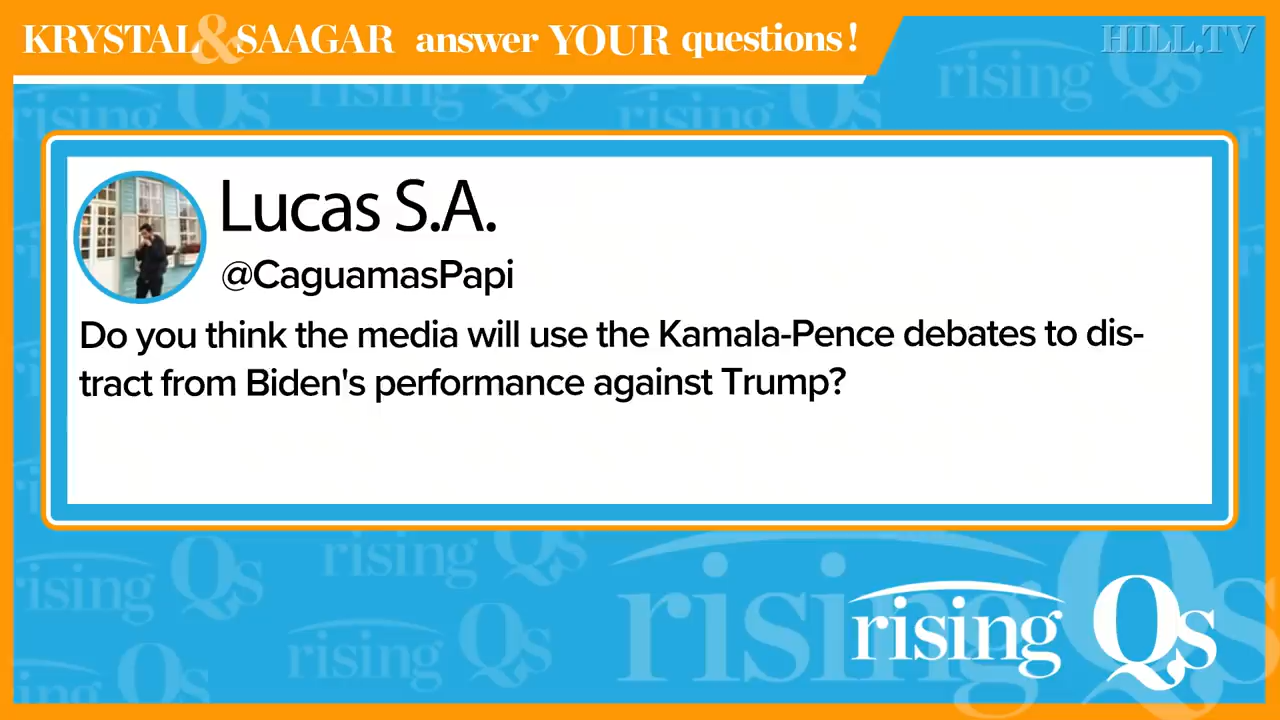 KRYSTAL & SAAGAR answer YOUR questions!
HILL.TV
Lucas S.A.
@CaguamasPapi
Do you think the media will use the Kamala-Pence debates to dis-
tract from Biden's performance against Trump?
rising Qs